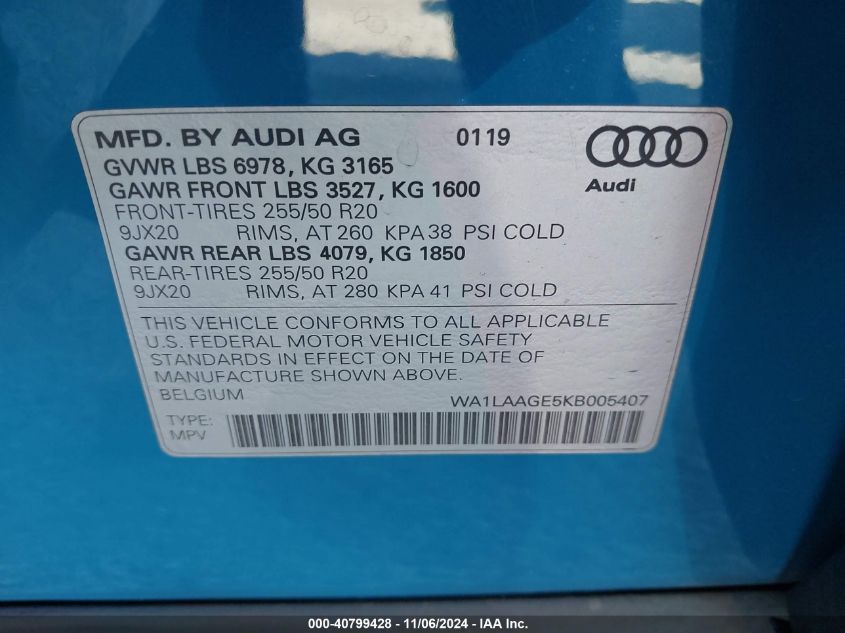 MFD. BY AUDI AG 0119
GVWR LBS 6978, KG 3165
GAWR FRONT LBS 3527, KG 1600
Audi
FRONT-TIRES 255/50 R20
9JX20 RIMS, AT 260 KPA 38 PSI COLD
GAWR REAR LBS 4079, KG 1850
REAR-TIRES 255/50 R20
9JX20 RIMS, AT 280 KPA 41 PSI COLD
THIS VEHICLE CONFORMS TO ALL APPLICABLE
U.S. FEDERAL MOTOR VEHICLE SAFETY
STANDARDS IN EFFECT ON THE DATE OF
MANUFACTURE SHOWN ABOVE.
BELGIUM WA1LAAGE5KB005407
TYPE:
MPV
000-40799428 - 11/06/2024 - IAA Inc.